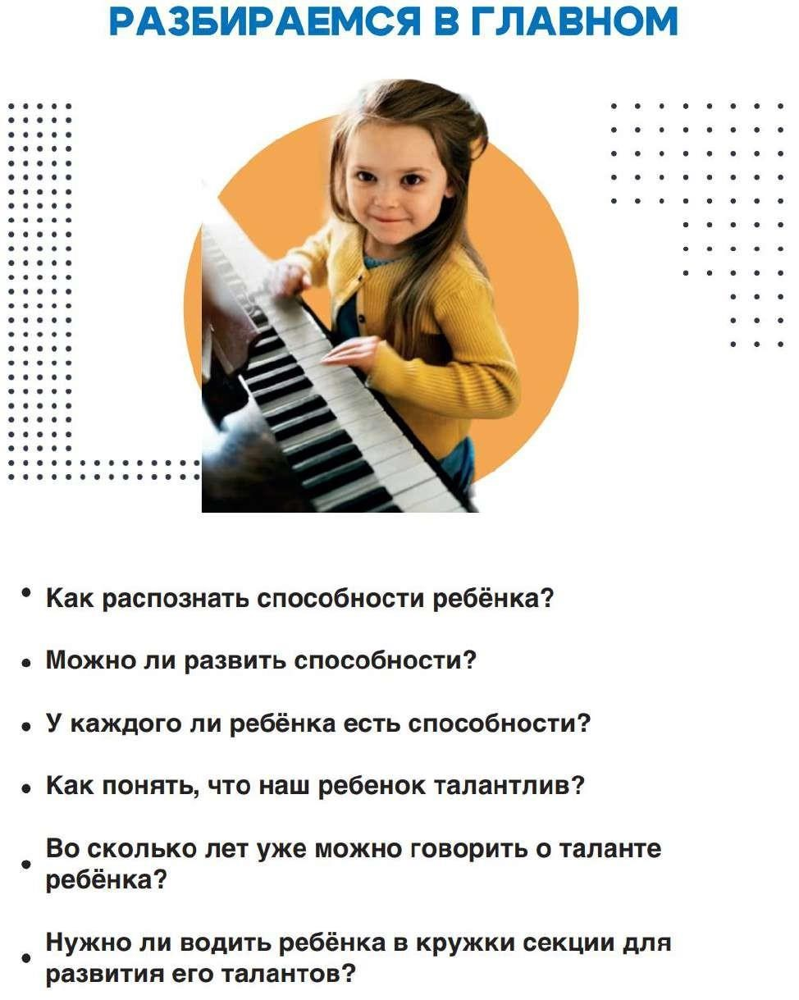 РАЗБИРАЕМСЯ В ГЛАВНОМ
• Как распознать способности ребёнка?
• Можно ли развить способности?
• У каждого ли ребёнка есть способности?
• Как понять, что наш ребенок талантлив?
• Во сколько лет уже можно говорить о таланте
ребёнка?
• Нужно ли водить ребёнка в кружки секции для
развития его талантов?